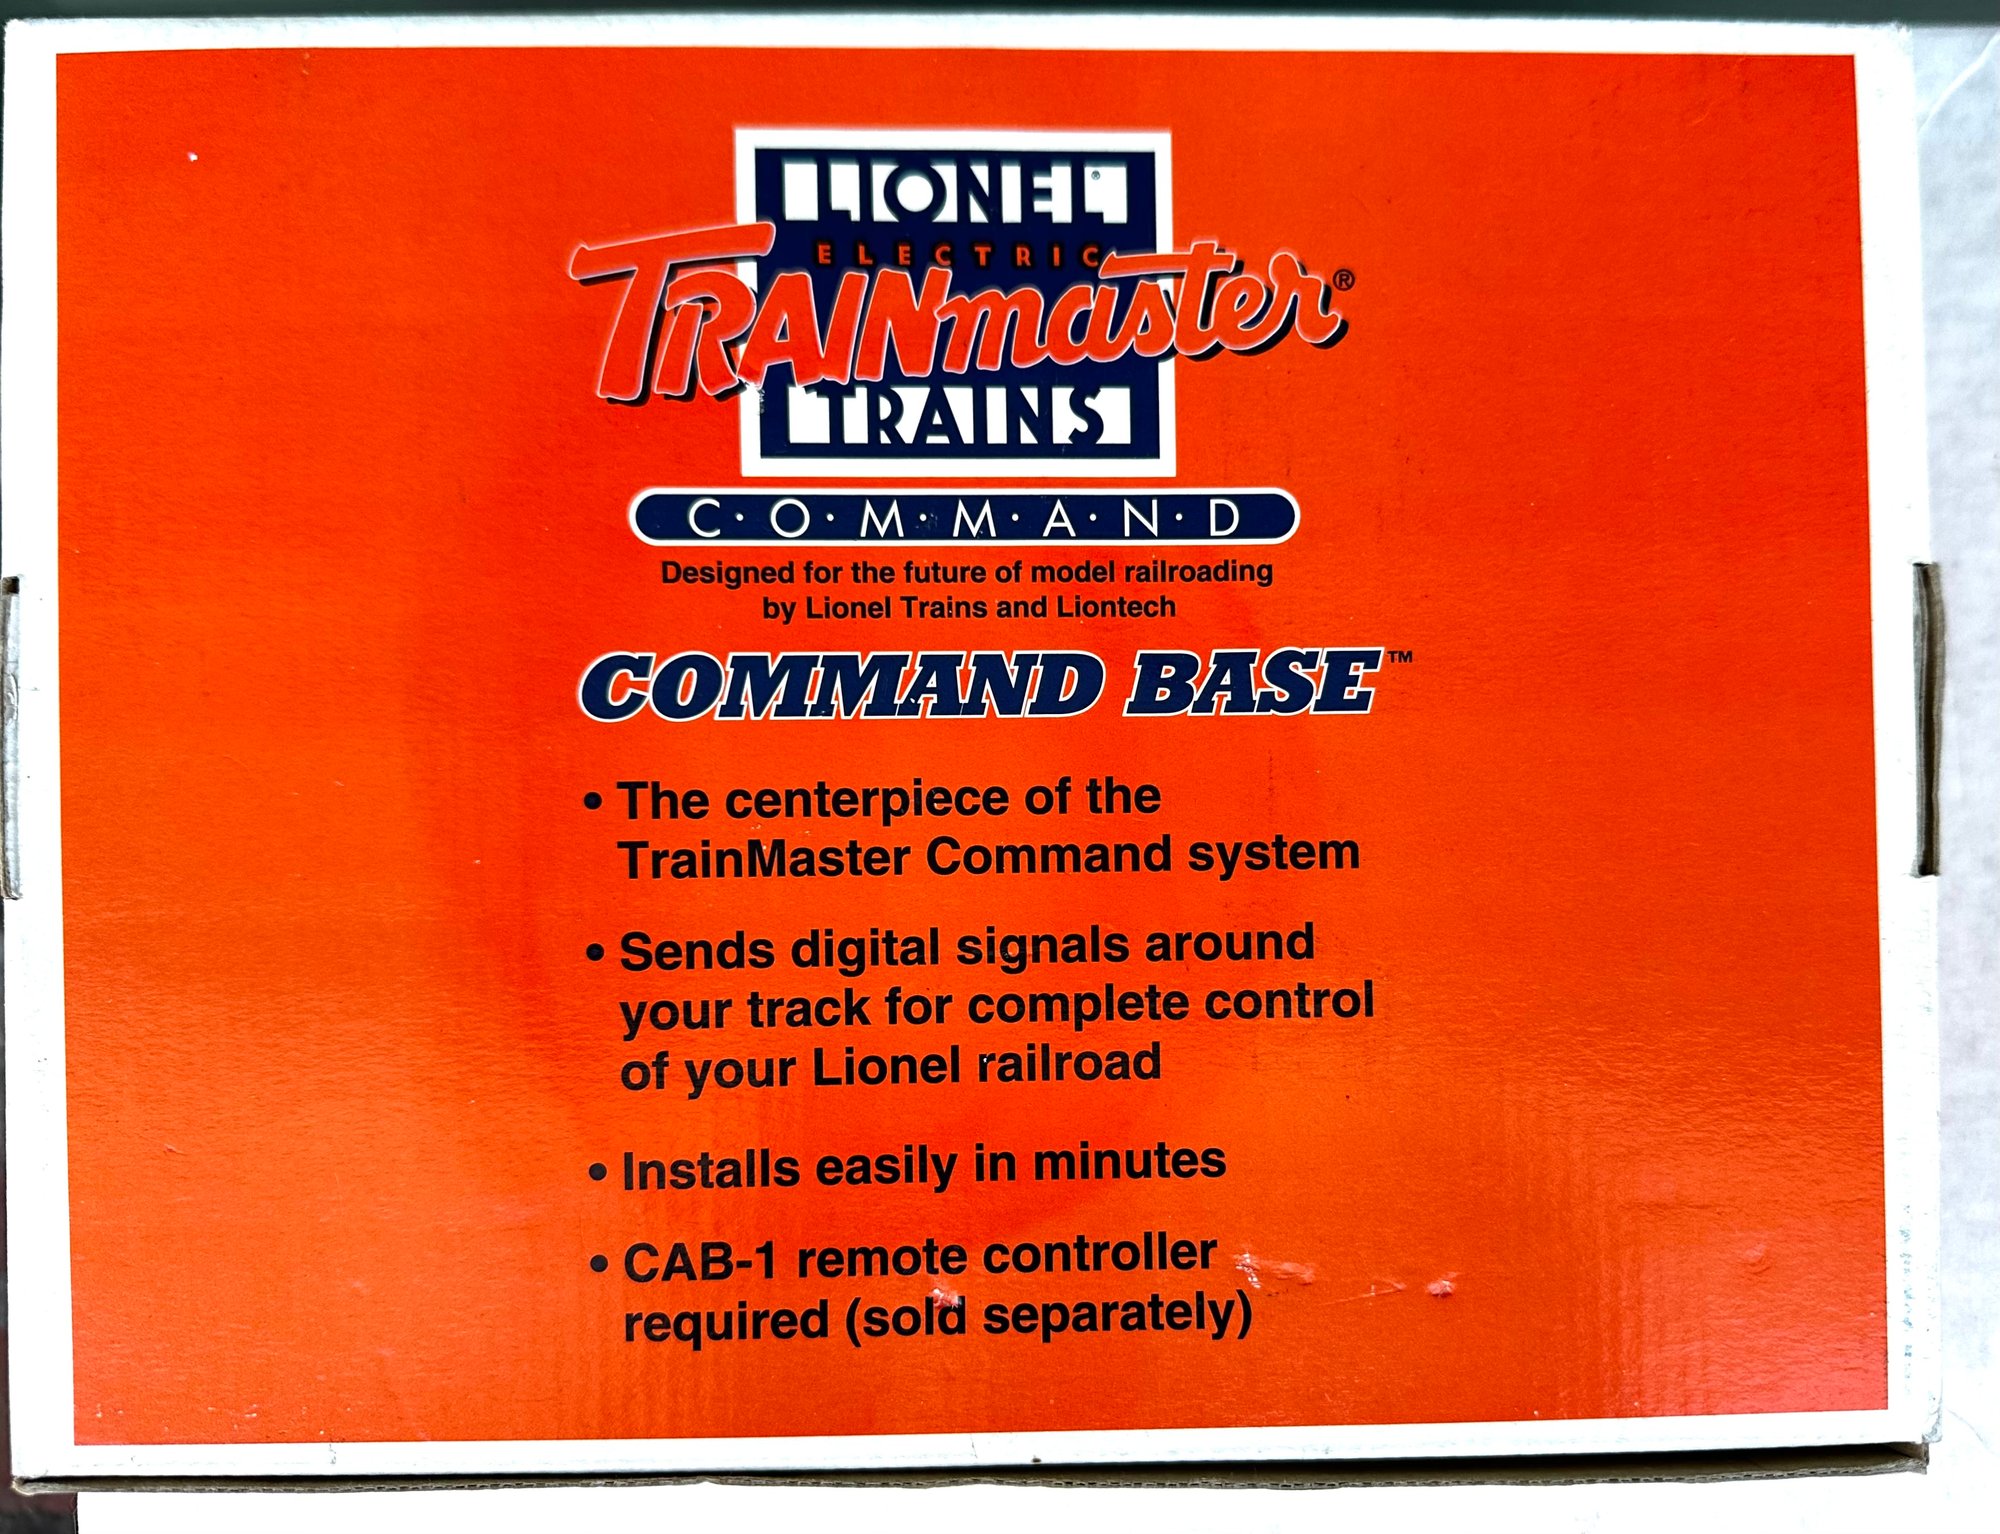 LIONEL®
ELECTRIC
TRAINmaster®
TRAINS
C·O·M·M·A·N·D
Designed for the future of model railroading
by Lionel Trains and Liontech
COMMAND BASE™
• The centerpiece of the
TrainMaster Command system
• Sends digital signals around
your track for complete control
of your Lionel railroad
• Installs easily in minutes
• CAB-1 remote controller
required (sold separately)